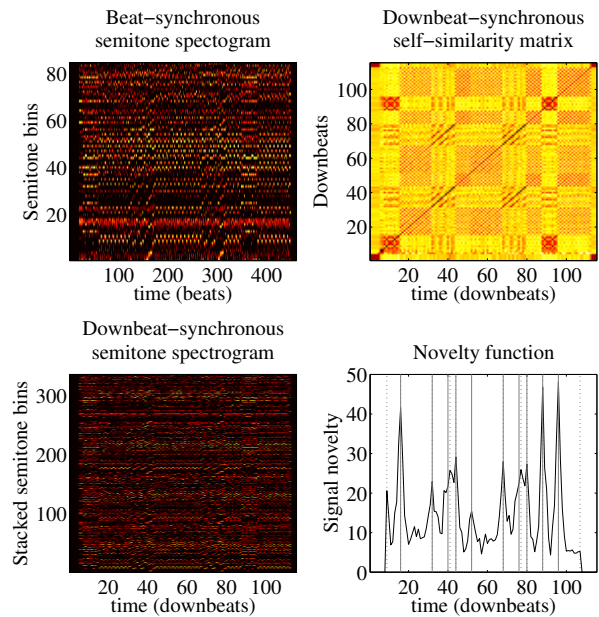 Beat−synchronous
semitone spectogram
Semitone bins
80
60
40
20
100 200 300 400
time (beats)
Downbeat−synchronous
self−similarity matrix
Downbeats
100
80
60
40
20
20 40 60 80 100
time (downbeats)
Downbeat−synchronous
semitone spectrogram
Stacked semitone bins
300
200
100
20 40 60 80 100
time (downbeats)
Novelty function
Signal novelty
50
40
30
20
10
0
20 40 60 80 100
time (downbeats)